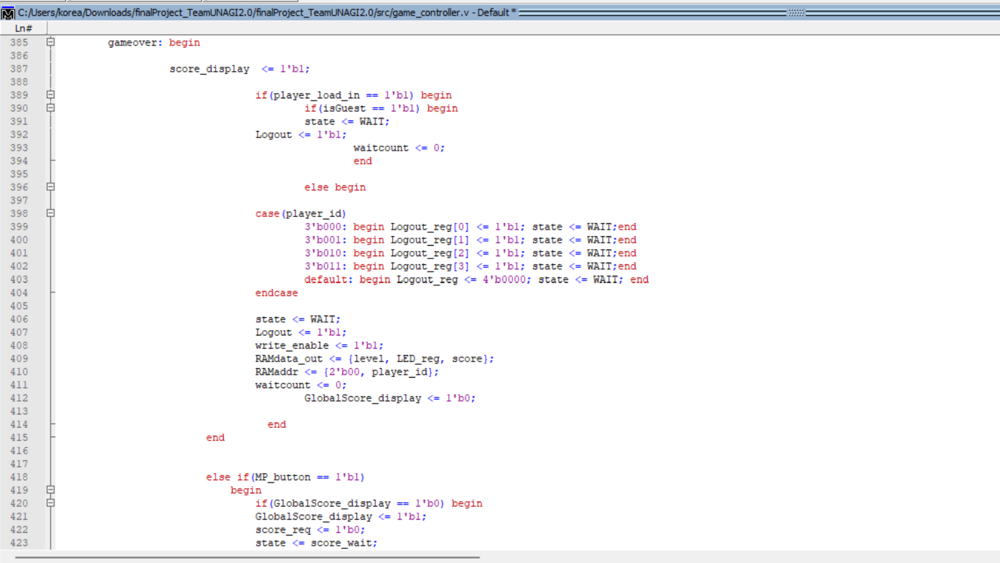 C:/Users/korea/Downloads/finalProject_TeamUNAGI2.0/finalProject_TeamUNAGI2.0/src/game_controller.v - Default *
Ln#
385 gameover: begin
386
387 score_display <= 1'b1;
388
389 if(player_load_in == 1'b1) begin
390 if(isGuest == 1'b1) begin
391 state <= WAIT;
392 Logout <= 1'b1;
393 waitcount <= 0;
394 end
395
396 else begin
397
398 case(player_id)
399 3'b000: begin Logout_reg[0] <= 1'b1; state <= WAIT;end
400 3'b001: begin Logout_reg[1] <= 1'b1; state <= WAIT;end
401 3'b010: begin Logout_reg[2] <= 1'b1; state <= WAIT;end
402 3'b011: begin Logout_reg[3] <= 1'b1; state <= WAIT;end
403 default: begin Logout_reg <= 4'b0000; state <= WAIT; end
404 endcase
405
406 state <= WAIT;
407 Logout <= 1'b1;
408 write_enable <= 1'b1;
409 RAMdata_out <= {level, LED_reg, score};
410 RAMaddr <= {2'b00, player_id};
411 waitcount <= 0;
412 GlobalScore_display <= 1'b0;
413
414 end
415 end
416
417
418 else if(MP_button == 1'b1)
419 begin
420 if(GlobalScore_display == 1'b0) begin
421 GlobalScore_display <= 1'b1;
422 score_req <= 1'b0;
423 state <= score_wait;